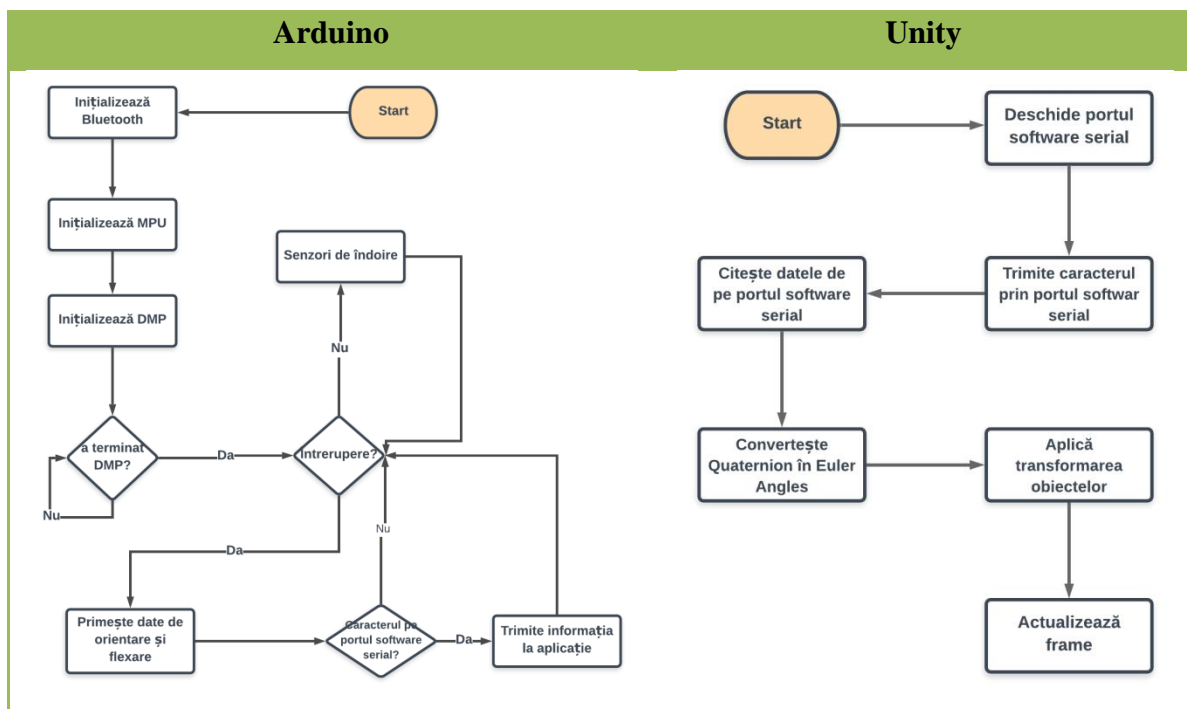 Arduino
Unity
Inițializează
Bluetooth
Start
Inițializează MPU
Senzori de îndoire
Inițializează DMP
Nu
a terminat
DMP?
Da
Intrerupere?
Nu
Nu
Da
Primește date de
orientare și
flexare
Caracterul pe
portul software
serial?
Da
Trimite informația
la aplicație
Start
Deschide portul
software serial
Citește datele de
pe portul software
serial
Trimite caracterul
prin portul softwar
serial
Convertește
Quaternion în Euler
Angles
Aplică
transformarea
obiectelor
Actualizează
frame